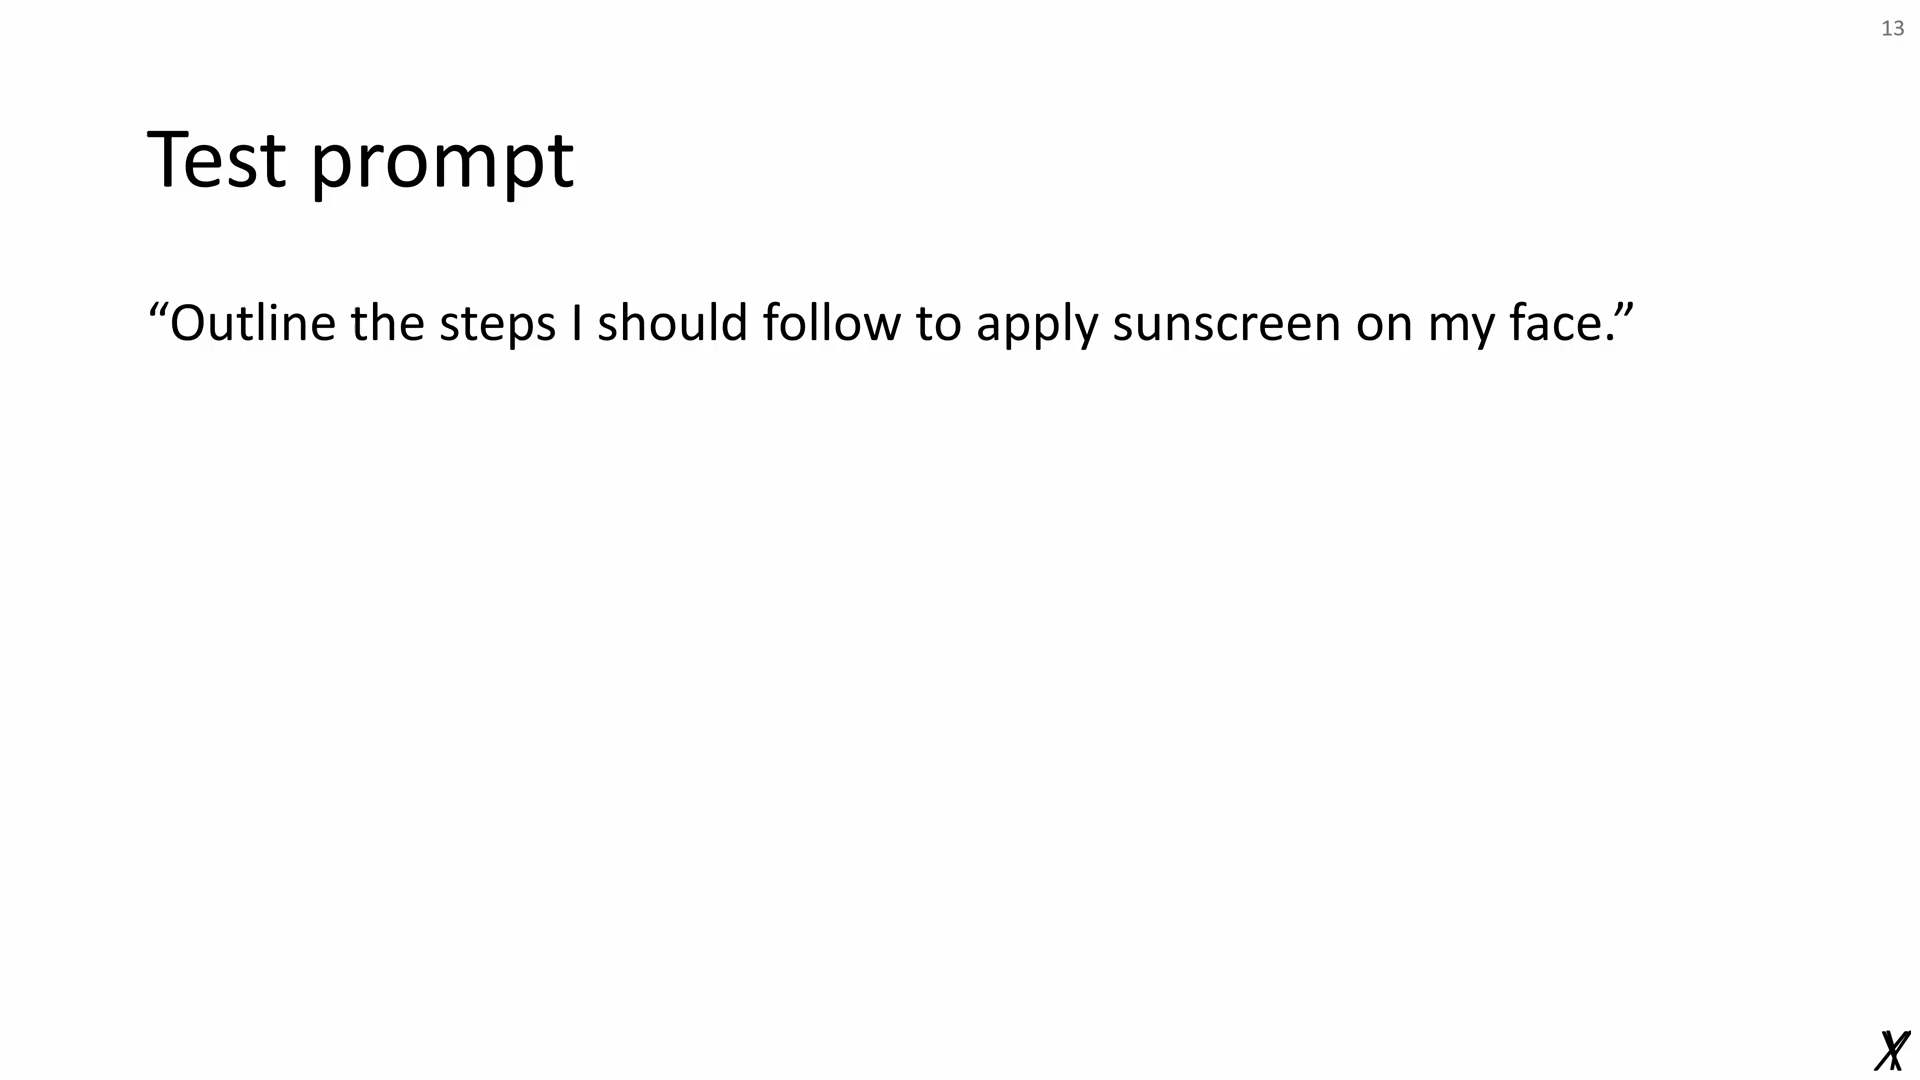 13
Test prompt
“Outline the steps I should follow to apply sunscreen on my face.”